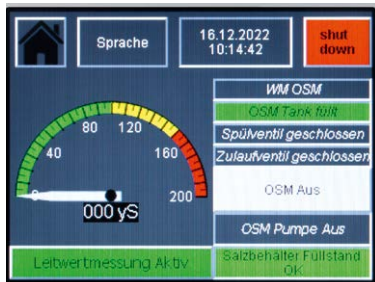 Sprache
16.12.2022
10:14:42
shut
down
WM OSM
OSM Tank füllt
Spülventil geschlossen
Zulaufventil geschlossen
OSM Aus
OSM Pumpe Aus
Salzbehälter Füllstand
OK
0
40
80
120
160
200
000 yS
Leitwertmessung Aktiv